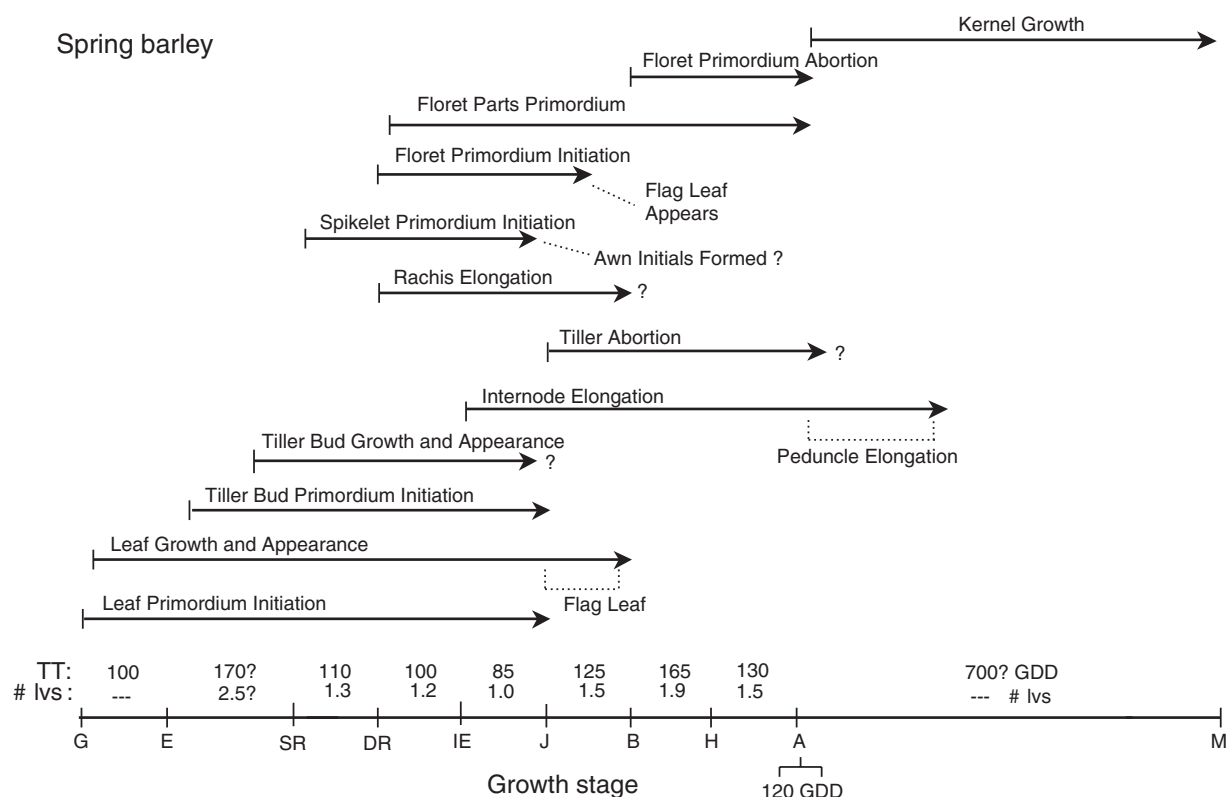 Spring barley
Kernel Growth
Floret Primordium Abortion
Floret Parts Primordium
Floret Primordium Initiation
Flag Leaf
Appears
Spikelet Primordium Initiation
Awn Initials Formed ?
Rachis Elongation
?
Tiller Abortion
?
Internode Elongation
Peduncle Elongation
Tiller Bud Growth and Appearance
?
Tiller Bud Primordium Initiation
Leaf Growth and Appearance
Flag Leaf
Leaf Primordium Initiation
TT: 100 170? 110 100 85 125 165 130 700? GDD
# lvs : --- 2.5? 1.3 1.2 1.0 1.5 1.9 1.5 --- # lvs
G E SR DR IE J B H A M
Growth stage
120 GDD